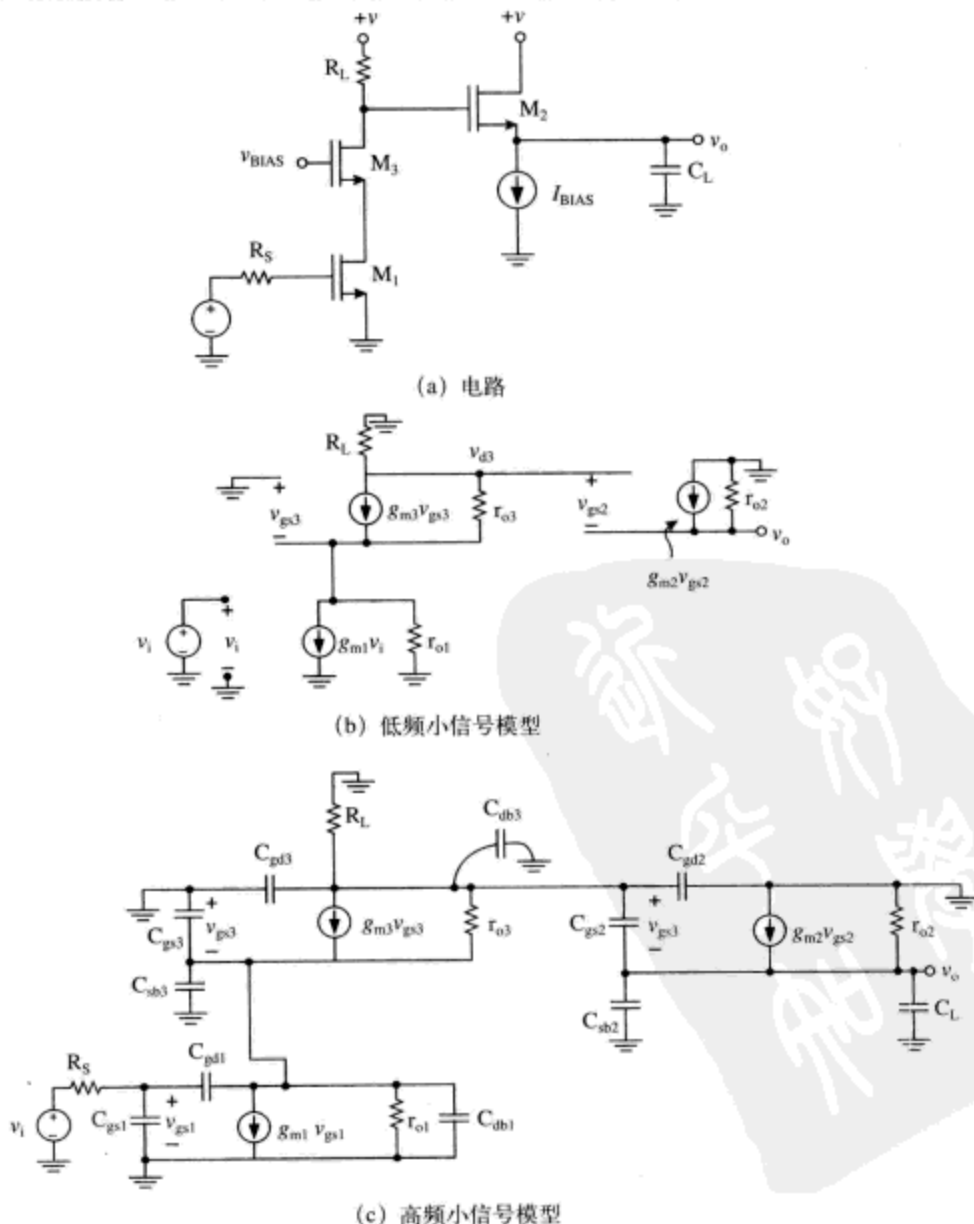 +v
+v
R_L
M_2
v_o
v_BIAS
M_3
I_BIAS
C_L
R_S
M_1
+
-
(a) 电路
R_L
v_d3
+
v_gs3
-
g_m3v_gs3
r_o3
+
v_gs2
-
r_o2
v_o
g_m2v_gs2
v_i
+
-
+
v_i
-
g_m1v_i
r_o1
(b) 低频小信号模型
R_L
C_db3
C_gd3
C_gd2
C_gs3
+
v_gs3
-
g_m3v_gs3
r_o3
C_gs2
+
v_gs3
-
g_m2v_gs2
r_o2
C_sb3
v_o
C_sb2
C_L
R_S
C_gd1
v_i
+
-
C_gs1
+
v_gs1
-
g_m1 v_gs1
r_o1
C_db1
(c) 高频小信号模型